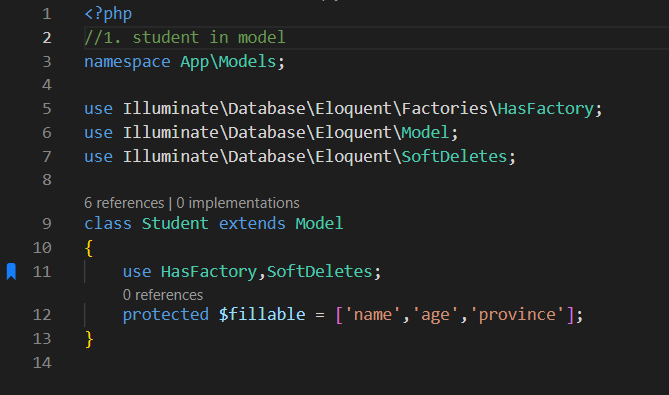 1 <?php
2 //1. student in model
3 namespace App\Models;
4
5 use Illuminate\Database\Eloquent\Factories\HasFactory;
6 use Illuminate\Database\Eloquent\Model;
7 use Illuminate\Database\Eloquent\SoftDeletes;
8
6 references | 0 implementations
9 class Student extends Model
10 {
11 use HasFactory,SoftDeletes;
0 references
12 protected $fillable = ['name','age','province'];
13 }
14